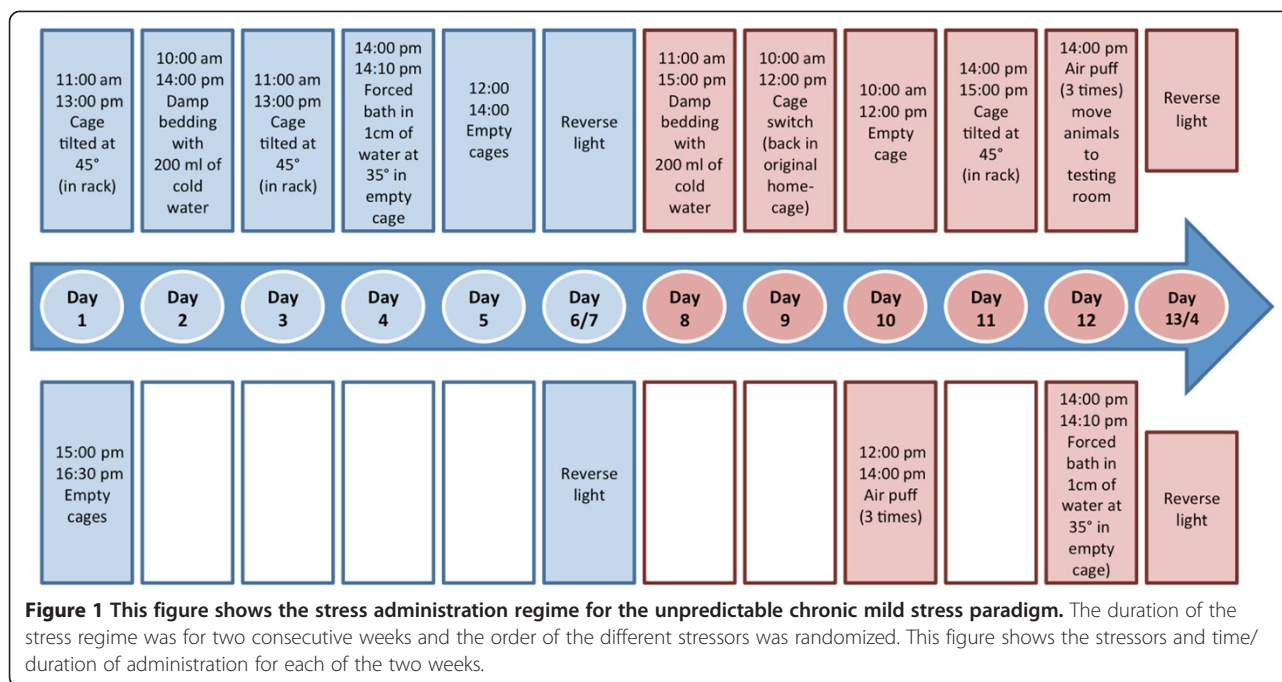 11:00 am
13:00 pm
Cage
tilted at
45°
(in rack)
10:00 am
14:00 pm
Damp
bedding
with
200 ml of
cold
water
11:00 am
13:00 pm
Cage
tilted at
45°
(in rack)
14:00 pm
14:10 pm
Forced
bath in
1cm of
water at
35° in
empty
cage
12:00
14:00
Empty
cages
Reverse
light
11:00 am
15:00 pm
Damp
bedding
with
200 ml of
cold
water
10:00 am
12:00 pm
Cage
switch
(back in
original
home-
cage)
10:00 am
12:00 pm
Empty
cage
14:00 pm
15:00 pm
Cage
tilted at
45°
(in rack)
14:00 pm
Air puff
(3 times)
move
animals
to
testing
room
Reverse
light
Day
1
Day
2
Day
3
Day
4
Day
5
Day
6/7
Day
8
Day
9
Day
10
Day
11
Day
12
Day
13/4
15:00 pm
16:30 pm
Empty
cages
Reverse
light
12:00 pm
14:00 pm
Air puff
(3 times)
14:00 pm
14:10 pm
Forced
bath in
1cm of
water at
35° in
empty
cage)
Reverse
light
Figure 1 This figure shows the stress administration regime for the unpredictable chronic mild stress paradigm. The duration of the
stress regime was for two consecutive weeks and the order of the different stressors was randomized. This figure shows the stressors and time/
duration of administration for each of the two weeks.